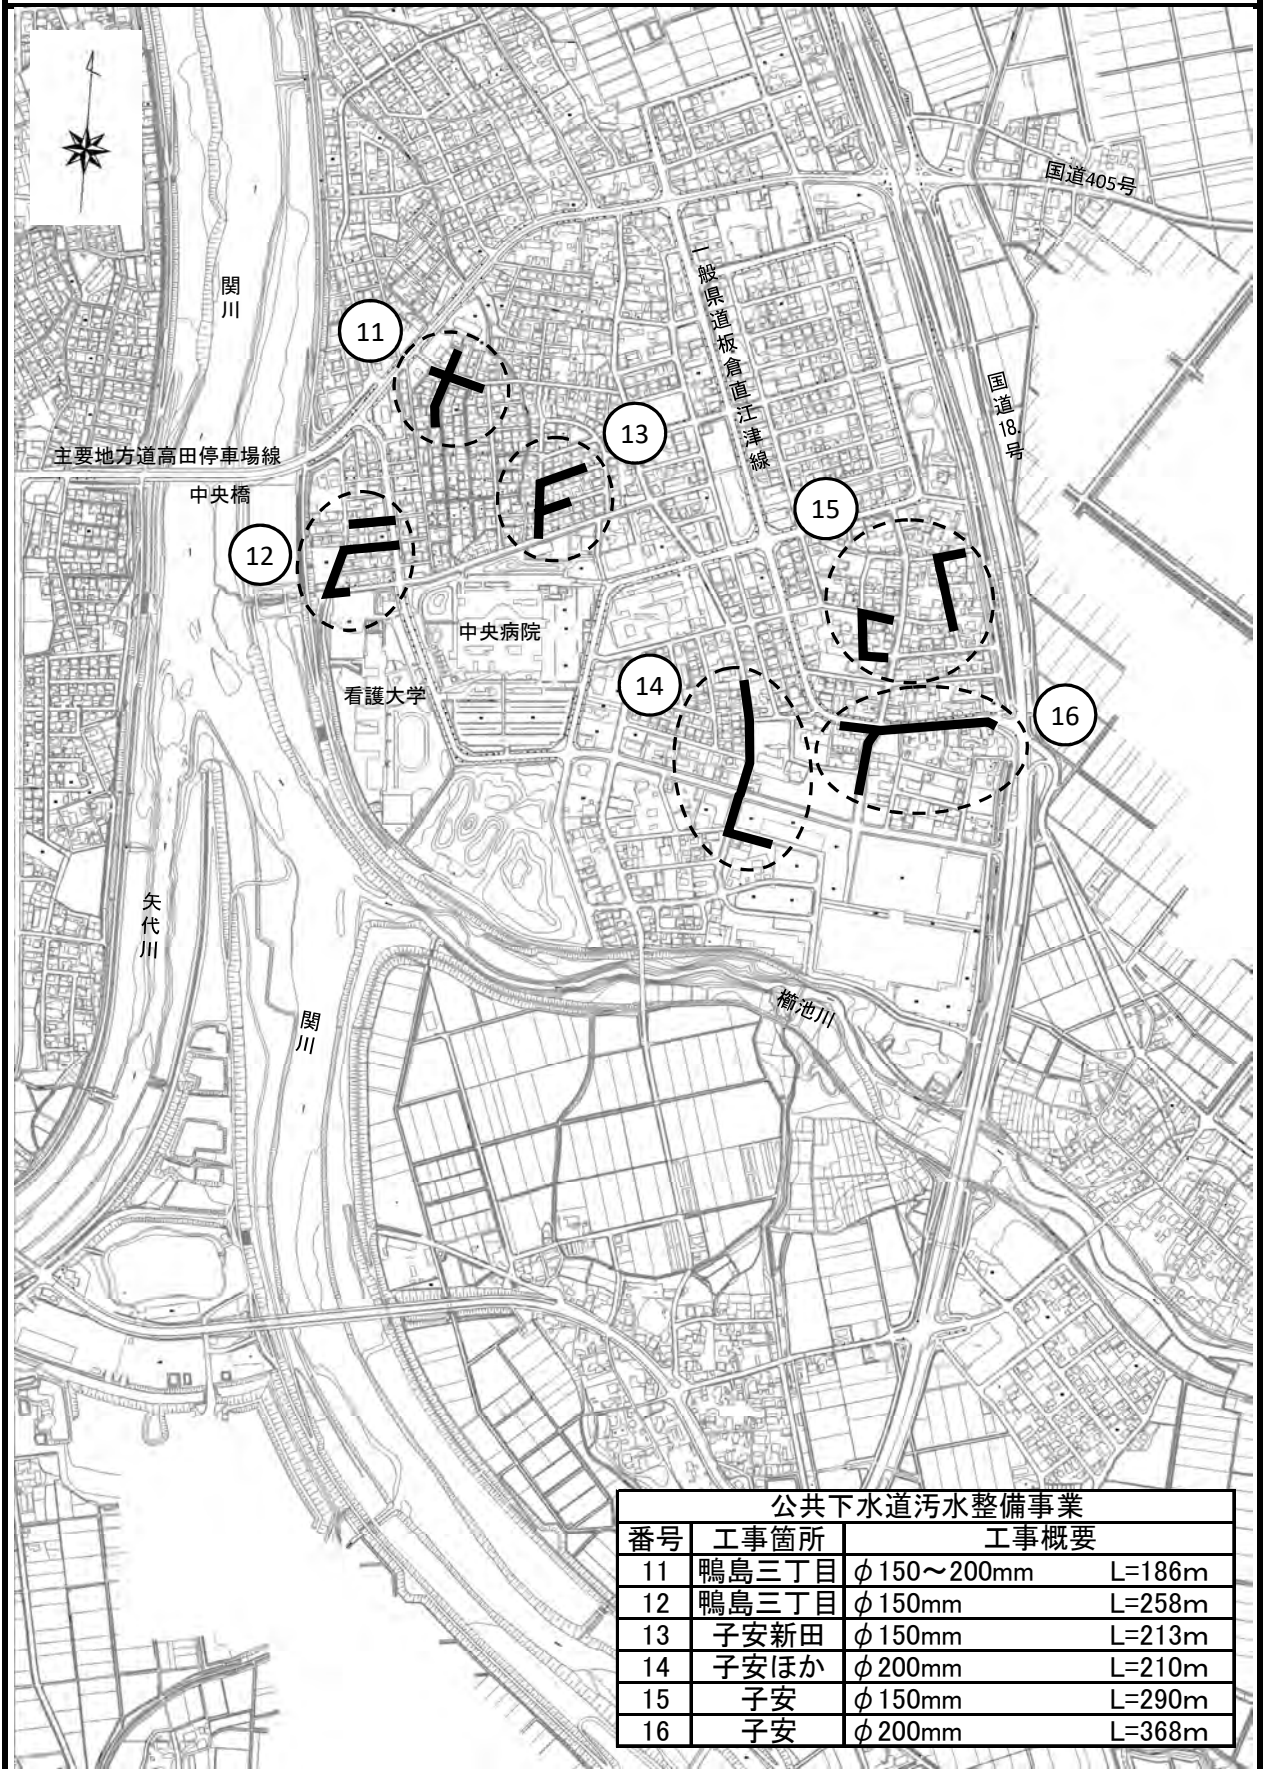 国道405号
関川
一般県道板倉直江津線
11
国道18号
13
主要地方道高田停車場線
中央橋
15
12
中央病院
14
看護大学
16
矢代川
櫛池川
関川
公共下水道汚水整備事業
番号 工事箇所 工事概要
11 鴨島三丁目 φ150～200mm L=186m
12 鴨島三丁目 φ150mm L=258m
13 子安新田 φ150mm L=213m
14 子安ほか φ200mm L=210m
15 子安 φ150mm L=290m
16 子安 φ200mm L=368m